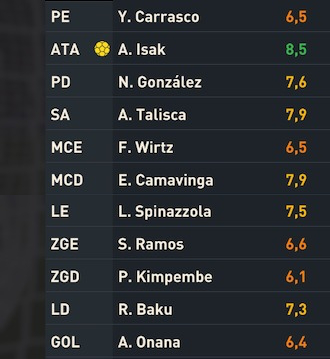 PE Y. Carrasco 6,5
ATA A. Isak 8,5
PD N. González 7,6
SA A. Talisca 7,9
MCE F. Wirtz 6,5
MCD E. Camavinga 7,9
LE L. Spinazzola 7,5
ZGE S. Ramos 6,6
ZGD P. Kimpembe 6,1
LD R. Baku 7,3
GOL A. Onana 6,4